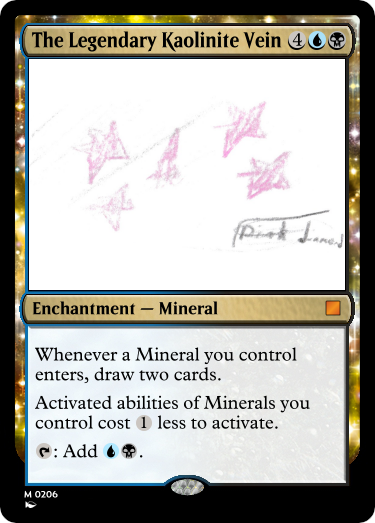 The Legendary Kaolinite Vein 4
Enchantment — Mineral
Whenever a Mineral you control
enters, draw two cards.
Activated abilities of Minerals you
control cost 1 less to activate.
: Add .
M 0206